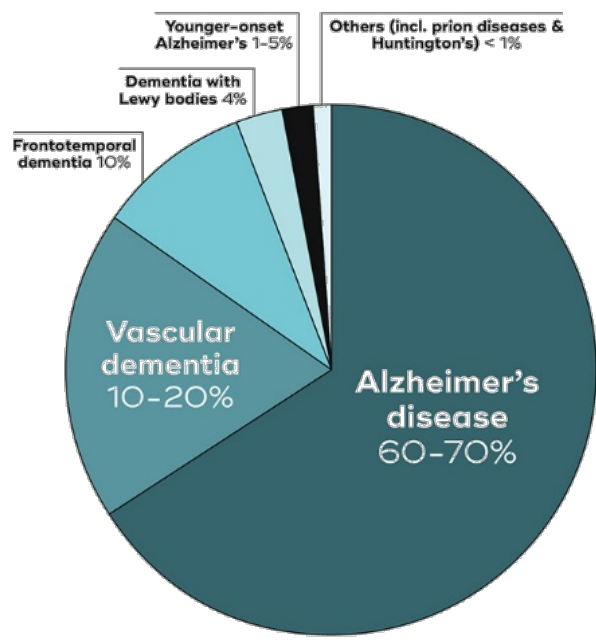 Younger-onset
Alzheimer's 1-5%
Others (incl. prion diseases &
Huntington's) < 1%
Dementia with
Lewy bodies 4%
Frontotemporal
dementia 10%
Vascular
dementia
10-20%
Alzheimer's
disease
60-70%